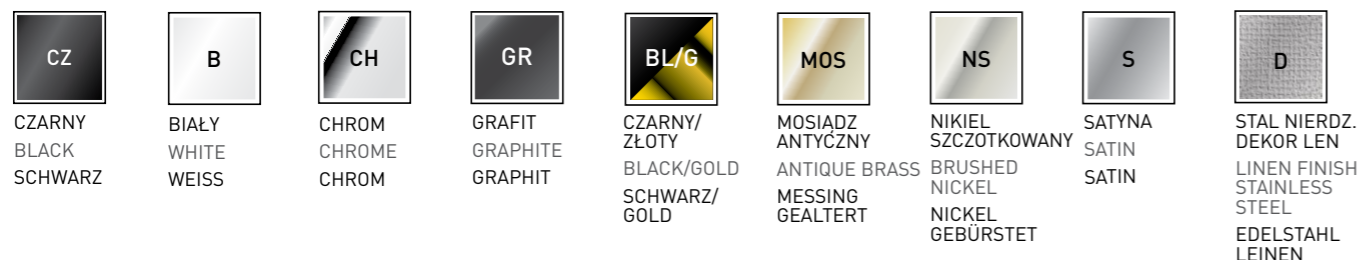 CZ
CZARNY
BLACK
SCHWARZ
B
BIAŁY
WHITE
WEISS
CH
CHROM
CHROME
CHROM
GR
GRAFIT
GRAPHITE
GRAPHIT
BL/G
CZARNY/
ZŁOTY
BLACK/GOLD
SCHWARZ/
GOLD
MOS
MOSIĄDZ
ANTYCZNY
ANTIQUE BRASS
MESSING
GEALTERT
NS
NIKIEL
SZCZOTKOWANY
BRUSHED
NICKEL
NICKEL
GEBÜRSTET
S
SATYNA
SATIN
SATIN
D
STAL NIERDZ.
DEKOR LEN
LINEN FINISH
STAINLESS
STEEL
EDELSTAHL
LEINEN